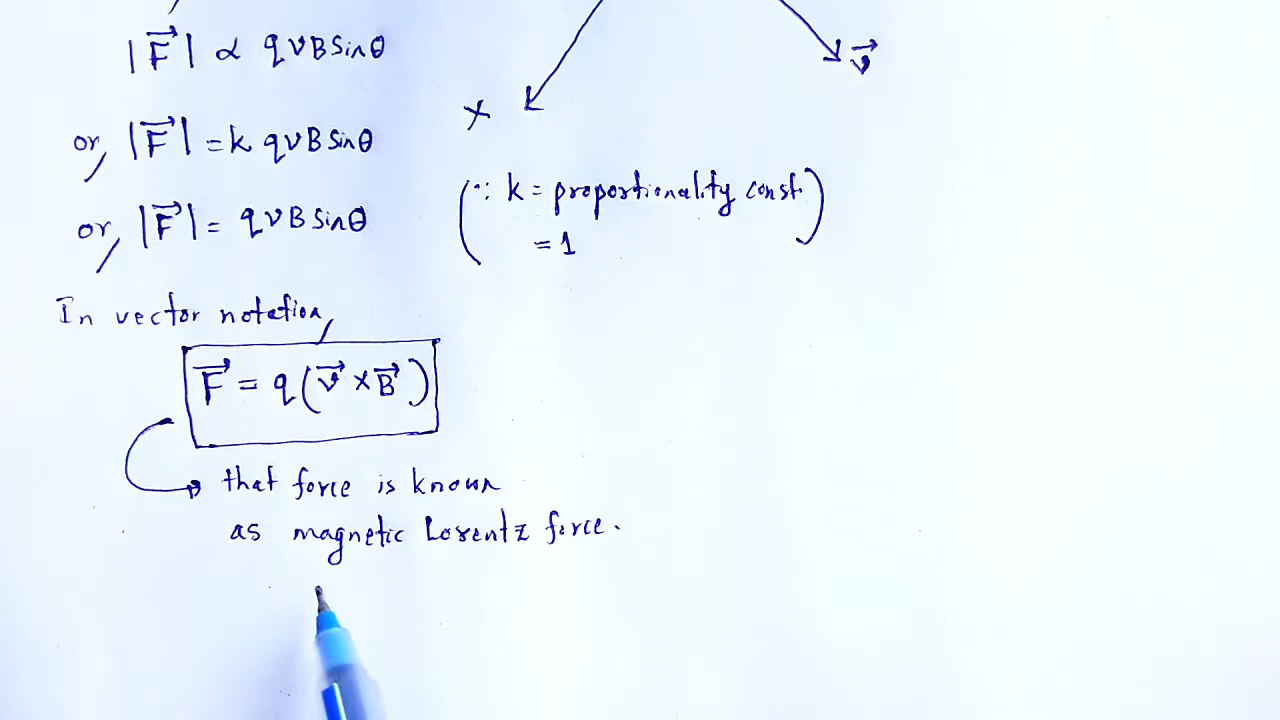 |F⃗| ∝ qvB Sinθ
v⃗
x
or, |F⃗| = k qvB Sinθ
(∵ k = proportionality const.
= 1)
or, |F⃗| = qvB Sinθ
In vector notation,
F⃗ = q(v⃗ × B⃗)
that force is known
as magnetic Lorentz force.